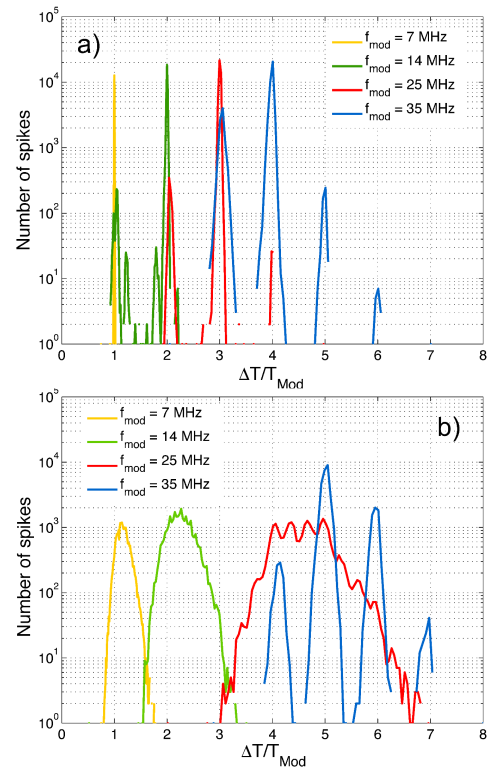 a)
f_mod = 7 MHz
f_mod = 14 MHz
f_mod = 25 MHz
f_mod = 35 MHz
Number of spikes
10^5
10^4
10^3
10^2
10^1
10^0
0 1 2 3 4 5 6 7 8
ΔT/T_Mod
b)
f_mod = 7 MHz
f_mod = 14 MHz
f_mod = 25 MHz
f_mod = 35 MHz
Number of spikes
10^5
10^4
10^3
10^2
10^1
10^0
0 1 2 3 4 5 6 7 8
ΔT/T_Mod